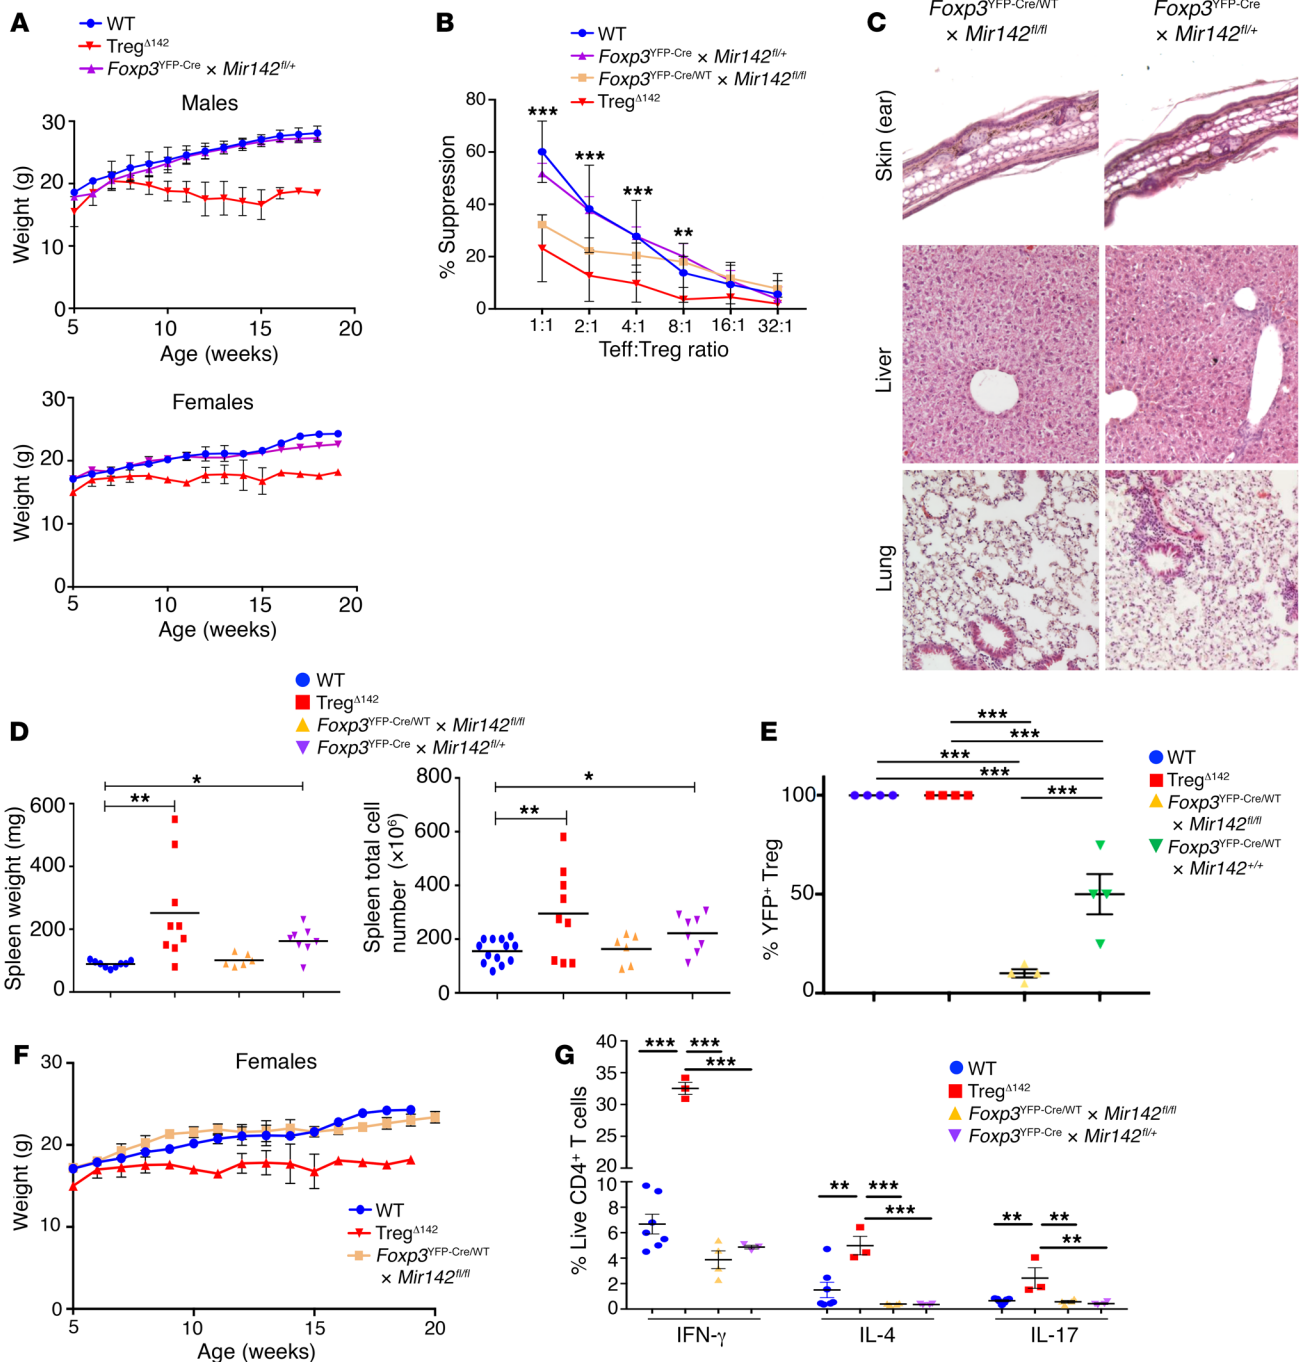 A
WT
Treg^Δ142
Foxp3^YFP-Cre × Mir142^fl/+
Males
Weight (g)
30
20
10
0
5 10 15 20
Age (weeks)
Females
Weight (g)
30
20
10
0
5 10 15 20
Age (weeks)
B
WT
Foxp3^YFP-Cre × Mir142^fl/+
Foxp3^YFP-Cre/WT × Mir142^fl/fl
Treg^Δ142
% Suppression
80
60
40
20
0
***
***
***
**
1:1 2:1 4:1 8:1 16:1 32:1
Teff:Treg ratio
C
Foxp3^YFP-Cre/WT
× Mir142^fl/fl
Foxp3^YFP-Cre
× Mir142^fl/+
Skin (ear)
Liver
Lung
D
WT
Treg^Δ142
Foxp3^YFP-Cre/WT × Mir142^fl/fl
Foxp3^YFP-Cre × Mir142^fl/+
Spleen weight (mg)
600
400
200
0
*
**
Spleen total cell
number (×10^6)
800
600
400
200
0
*
**
E
***
***
***
***
***
% YFP+ Treg
100
50
0
WT
Treg^Δ142
Foxp3^YFP-Cre/WT
× Mir142^fl/fl
Foxp3^YFP-Cre/WT
× Mir142^+/+
F
Females
Weight (g)
30
20
10
0
5 10 15 20
Age (weeks)
WT
Treg^Δ142
Foxp3^YFP-Cre/WT
× Mir142^fl/fl
G
% Live CD4+ T cells
40
35
30
25
20
10
8
6
4
2
0
*** ***
***
** ***
***
** **
**
IFN-γ IL-4 IL-17
WT
Treg^Δ142
Foxp3^YFP-Cre/WT × Mir142^fl/fl
Foxp3^YFP-Cre × Mir142^fl/+